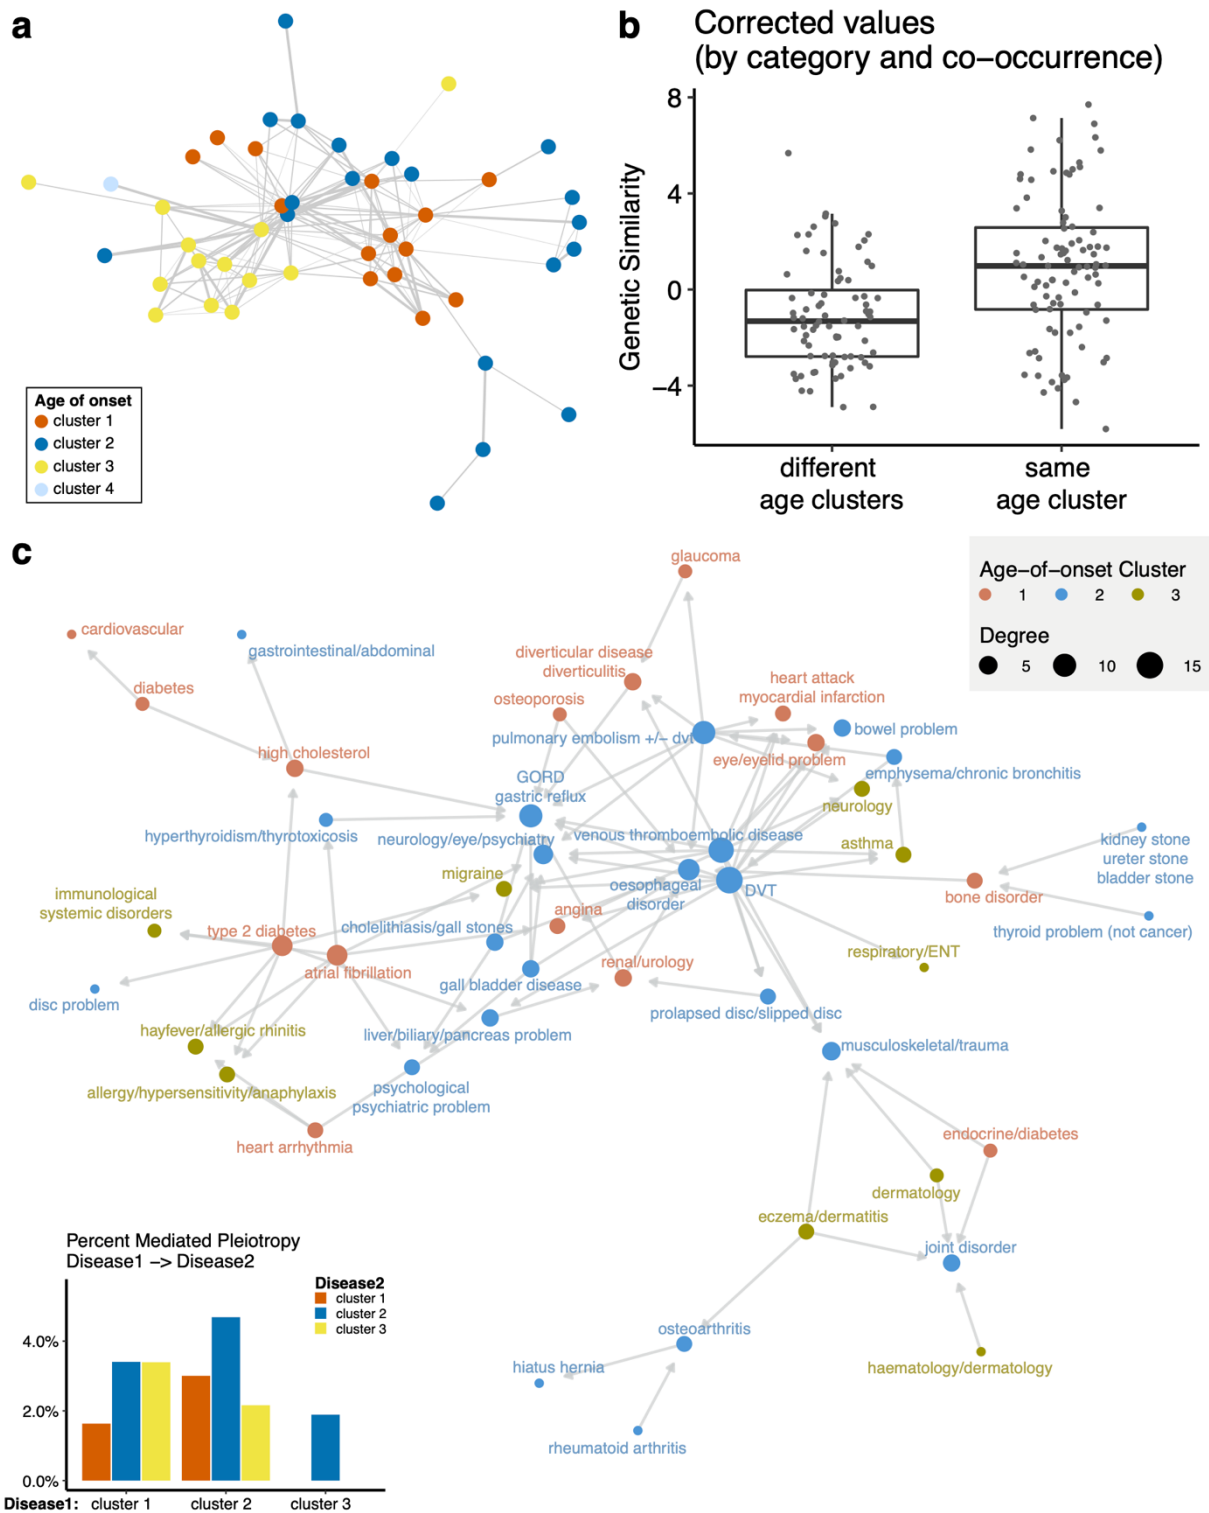 a
Age of onset
cluster 1
cluster 2
cluster 3
cluster 4
b
Corrected values
(by category and co−occurrence)
Genetic Similarity
8
4
0
−4
different
age clusters
same
age cluster
c
Age−of−onset Cluster
1
2
3
Degree
5
10
15
glaucoma
cardiovascular
gastrointestinal/abdominal
diverticular disease
diverticulitis
heart attack
myocardial infarction
diabetes
osteoporosis
pulmonary embolism +/− dvt
bowel problem
high cholesterol
eye/eyelid problem
emphysema/chronic bronchitis
GORD
gastric reflux
neurology
hyperthyroidism/thyrotoxicosis
neurology/eye/psychiatry
venous thromboembolic disease
asthma
kidney stone
ureter stone
bladder stone
migraine
oesophageal
disorder
DVT
bone disorder
immunological
systemic disorders
angina
type 2 diabetes
cholelithiasis/gall stones
thyroid problem (not cancer)
atrial fibrillation
renal/urology
respiratory/ENT
gall bladder disease
disc problem
prolapsed disc/slipped disc
hayfever/allergic rhinitis
liver/biliary/pancreas problem
musculoskeletal/trauma
allergy/hypersensitivity/anaphylaxis
psychological
psychiatric problem
heart arrhythmia
endocrine/diabetes
dermatology
eczema/dermatitis
joint disorder
osteoarthritis
hiatus hernia
haematology/dermatology
rheumatoid arthritis
Percent Mediated Pleiotropy
Disease1 −> Disease2
Disease2
cluster 1
cluster 2
cluster 3
4.0%
2.0%
0.0%
Disease1: cluster 1 cluster 2 cluster 3